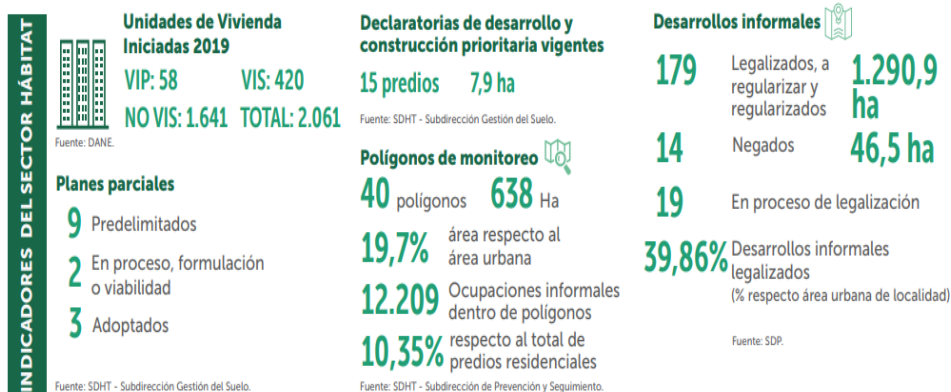 INDICADORES DEL SECTOR HÁBITAT
Unidades de Vivienda
Iniciadas 2019
VIP: 58 VIS: 420
NO VIS: 1.641 TOTAL: 2.061
Fuente: DANE.
Planes parciales
9 Predelimitados
2 En proceso, formulación
o viabilidad
3 Adoptados
Fuente: SDHT - Subdirección Gestión del Suelo.
Declaratorias de desarrollo y
construcción prioritaria vigentes
15 predios 7,9 ha
Fuente: SDHT - Subdirección Gestión del Suelo.
Polígonos de monitoreo
40 polígonos 638 Ha
19,7% área respecto al
área urbana
12.209 Ocupaciones informales
dentro de polígonos
10,35% respecto al total de
predios residenciales
Fuente: SDHT - Subdirección de Prevención y Seguimiento.
Desarrollos informales
179 Legalizados, a
regularizar y
regularizados
1.290,9
ha
14 Negados 46,5 ha
19 En proceso de legalización
39,86% Desarrollos informales
legalizados
(% respecto área urbana de localidad)
Fuente: SDP.